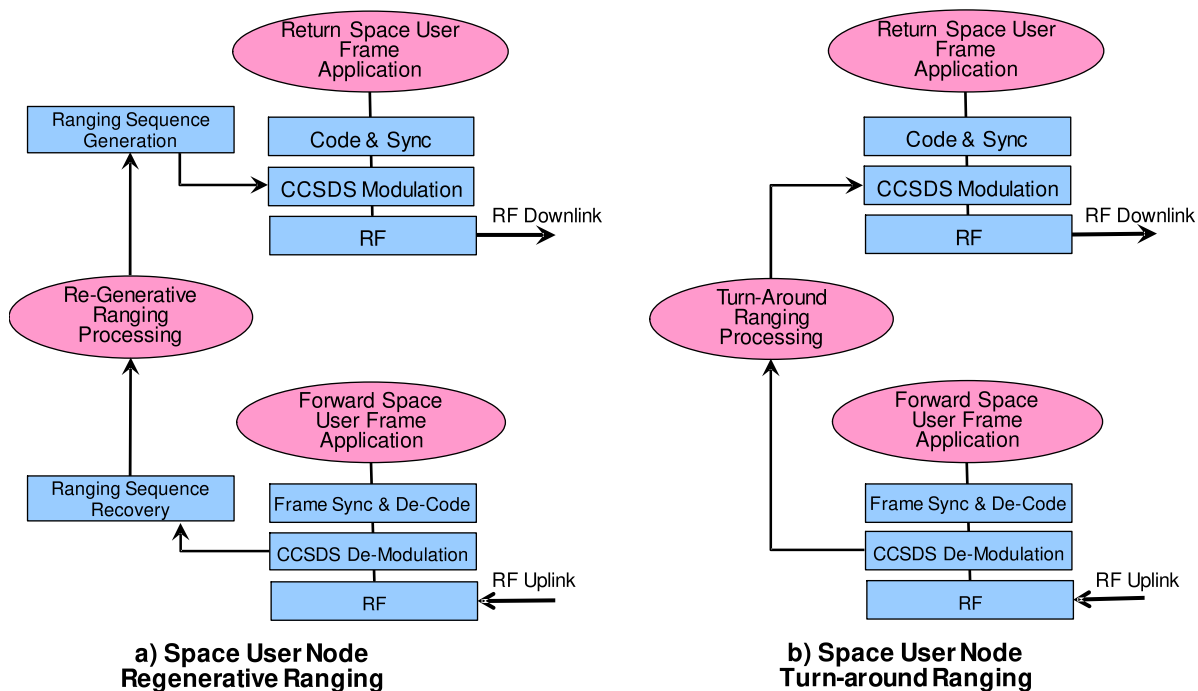 Return Space User
Frame
Application
Ranging Sequence
Generation
Code & Sync
CCSDS Modulation
RF Downlink
RF
Re-Generative
Ranging
Processing
Forward Space
User Frame
Application
Ranging Sequence
Recovery
Frame Sync & De-Code
CCSDS De-Modulation
RF Uplink
RF
a) Space User Node
Regenerative Ranging
Return Space User
Frame
Application
Code & Sync
CCSDS Modulation
RF Downlink
RF
Turn-Around
Ranging
Processing
Forward Space
User Frame
Application
Frame Sync & De-Code
CCSDS De-Modulation
RF Uplink
RF
b) Space User Node
Turn-around Ranging